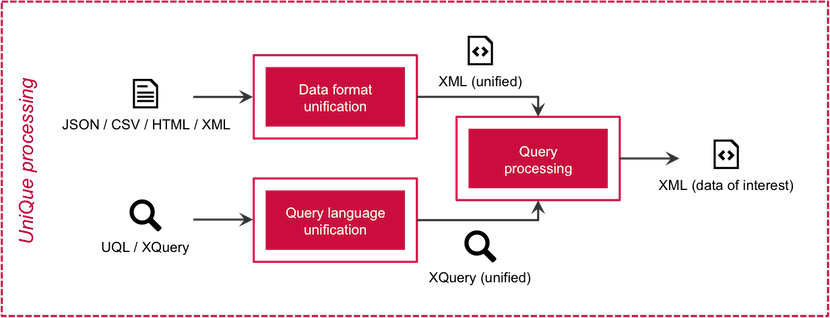 UniQue processing
JSON / CSV / HTML / XML
Data format
unification
XML (unified)
Query
processing
XML (data of interest)
UQL / XQuery
Query language
unification
XQuery (unified)